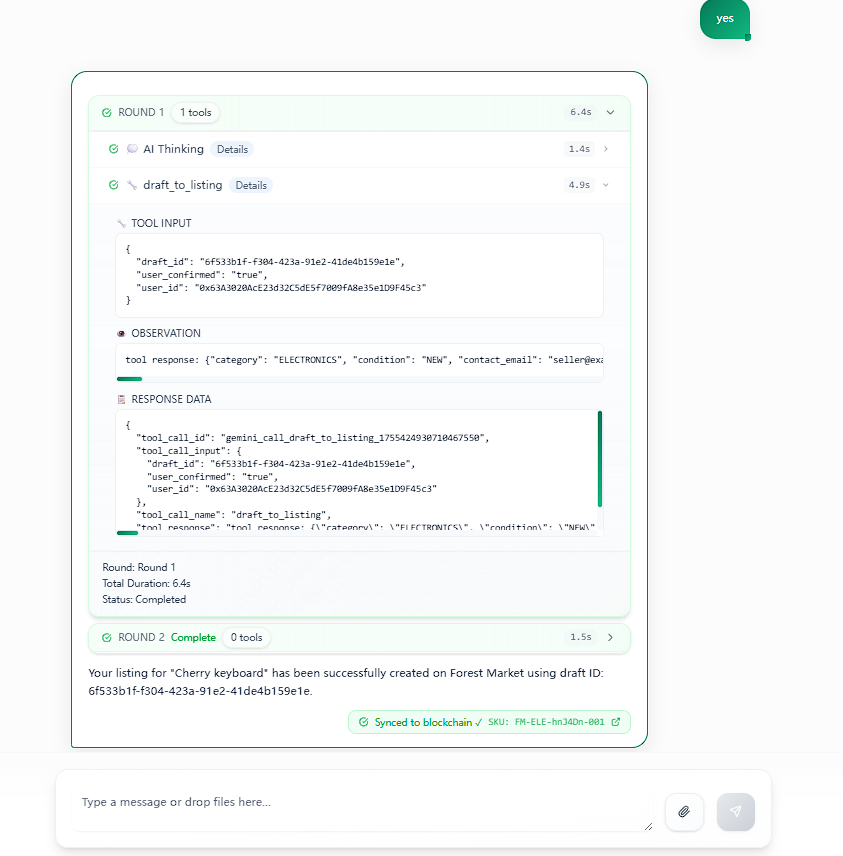 yes
ROUND 1 1 tools 6.4s
AI Thinking Details 1.4s
draft_to_listing Details 4.9s
TOOL INPUT
{
"draft_id": "6f533b1f-f304-423a-91e2-41de4b159e1e",
"user_confirmed": "true",
"user_id": "0x63A3020AcE23d32C5dE5f7009fA8e35e1D9F45c3"
}
OBSERVATION
tool response: {"category": "ELECTRONICS", "condition": "NEW", "contact_email": "seller@exa
RESPONSE DATA
{
"tool_call_id": "gemini_call_draft_to_listing_1755424930710467550",
"tool_call_input": {
"draft_id": "6f533b1f-f304-423a-91e2-41de4b159e1e",
"user_confirmed": "true",
"user_id": "0x63A3020AcE23d32C5dE5f7009fA8e35e1D9F45c3"
},
"tool_call_name": "draft_to_listing",
"tool_response": "tool response: {\"category\": \"ELECTRONICS\", \"condition\": \"NEW\"
Round: Round 1
Total Duration: 6.4s
Status: Completed
ROUND 2 Complete 0 tools 1.5s
Your listing for "Cherry keyboard" has been successfully created on Forest Market using draft ID:
6f533b1f-f304-423a-91e2-41de4b159e1e.
Synced to blockchain ✓ SKU: FM-ELE-hnJ4Dn-001
Type a message or drop files here...